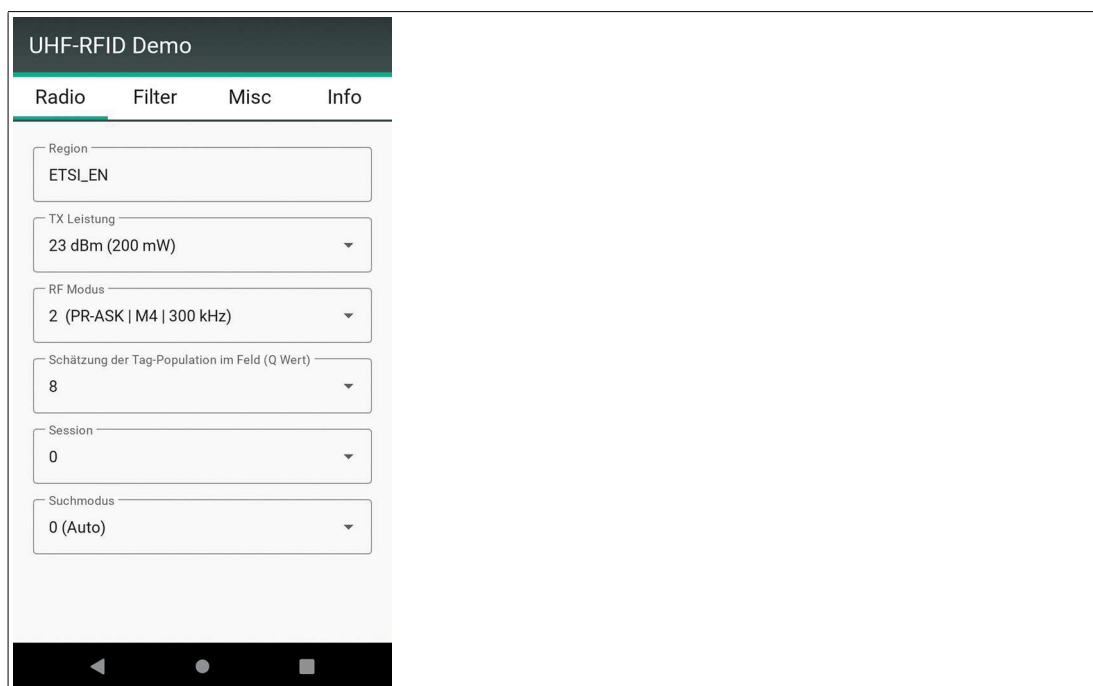 UHF-RFID Demo
Radio Filter Misc Info
Region
ETSI_EN
TX Leistung
23 dBm (200 mW)
RF Modus
2 (PR-ASK | M4 | 300 kHz)
Schätzung der Tag-Population im Feld (Q Wert)
8
Session
0
Suchmodus
0 (Auto)